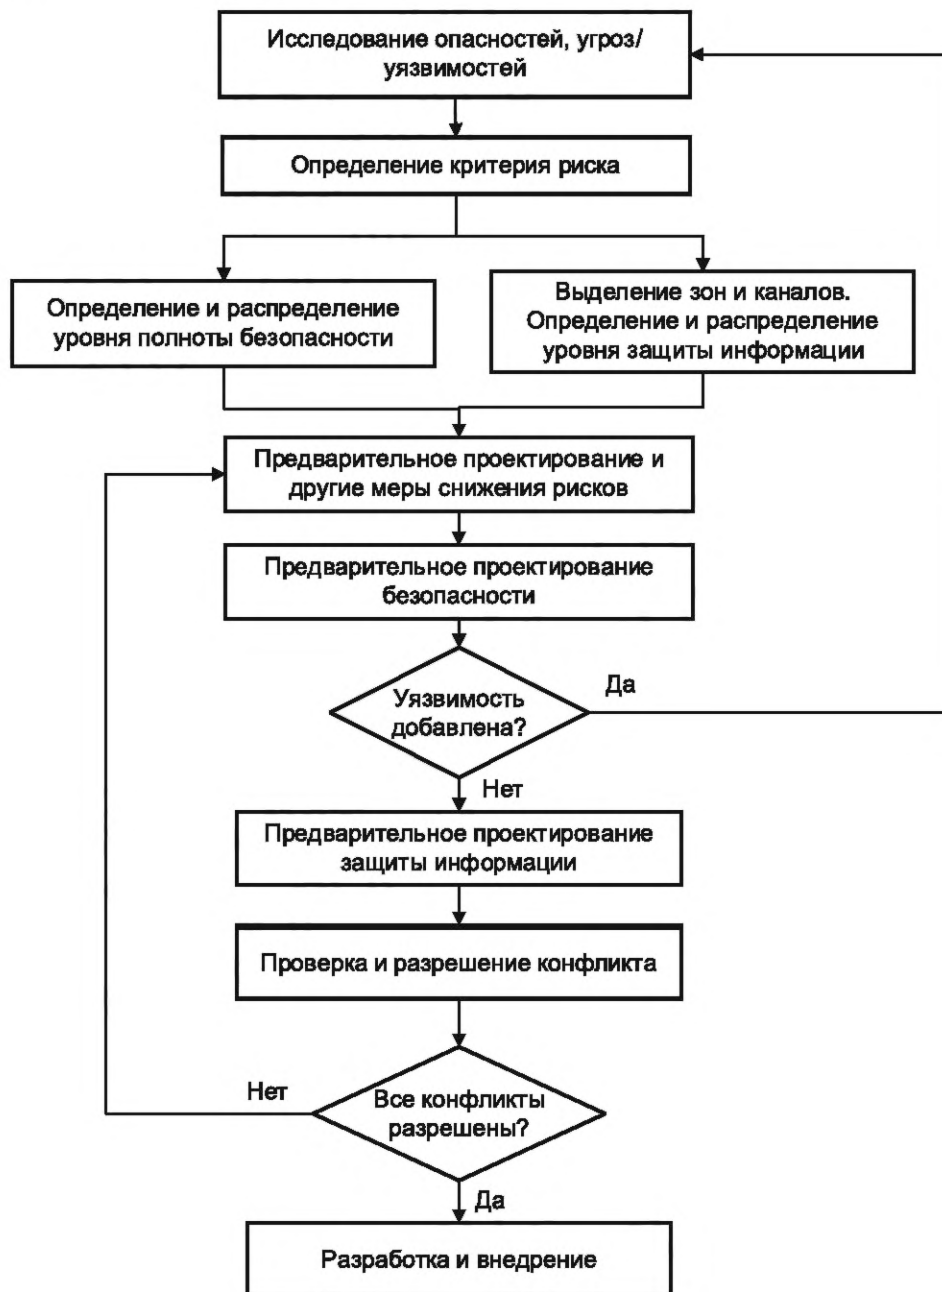 Исследование опасностей, угроз/
уязвимостей
Определение критерия риска
Определение и распределение
уровня полноты безопасности
Выделение зон и каналов.
Определение и распределение
уровня защиты информации
Предварительное проектирование и
другие меры снижения рисков
Предварительное проектирование
безопасности
Уязвимость
добавлена?
Да
Нет
Предварительное проектирование
защиты информации
Проверка и разрешение конфликта
Все конфликты
разрешены?
Нет
Да
Разработка и внедрение